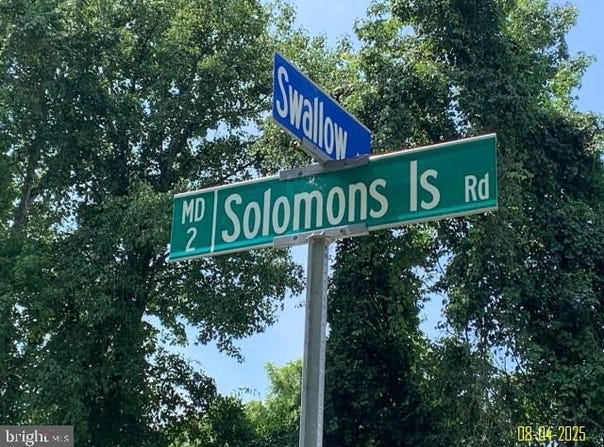 Swallow
MD 2 Solomons Is Rd
bright MLS
08-04-2025